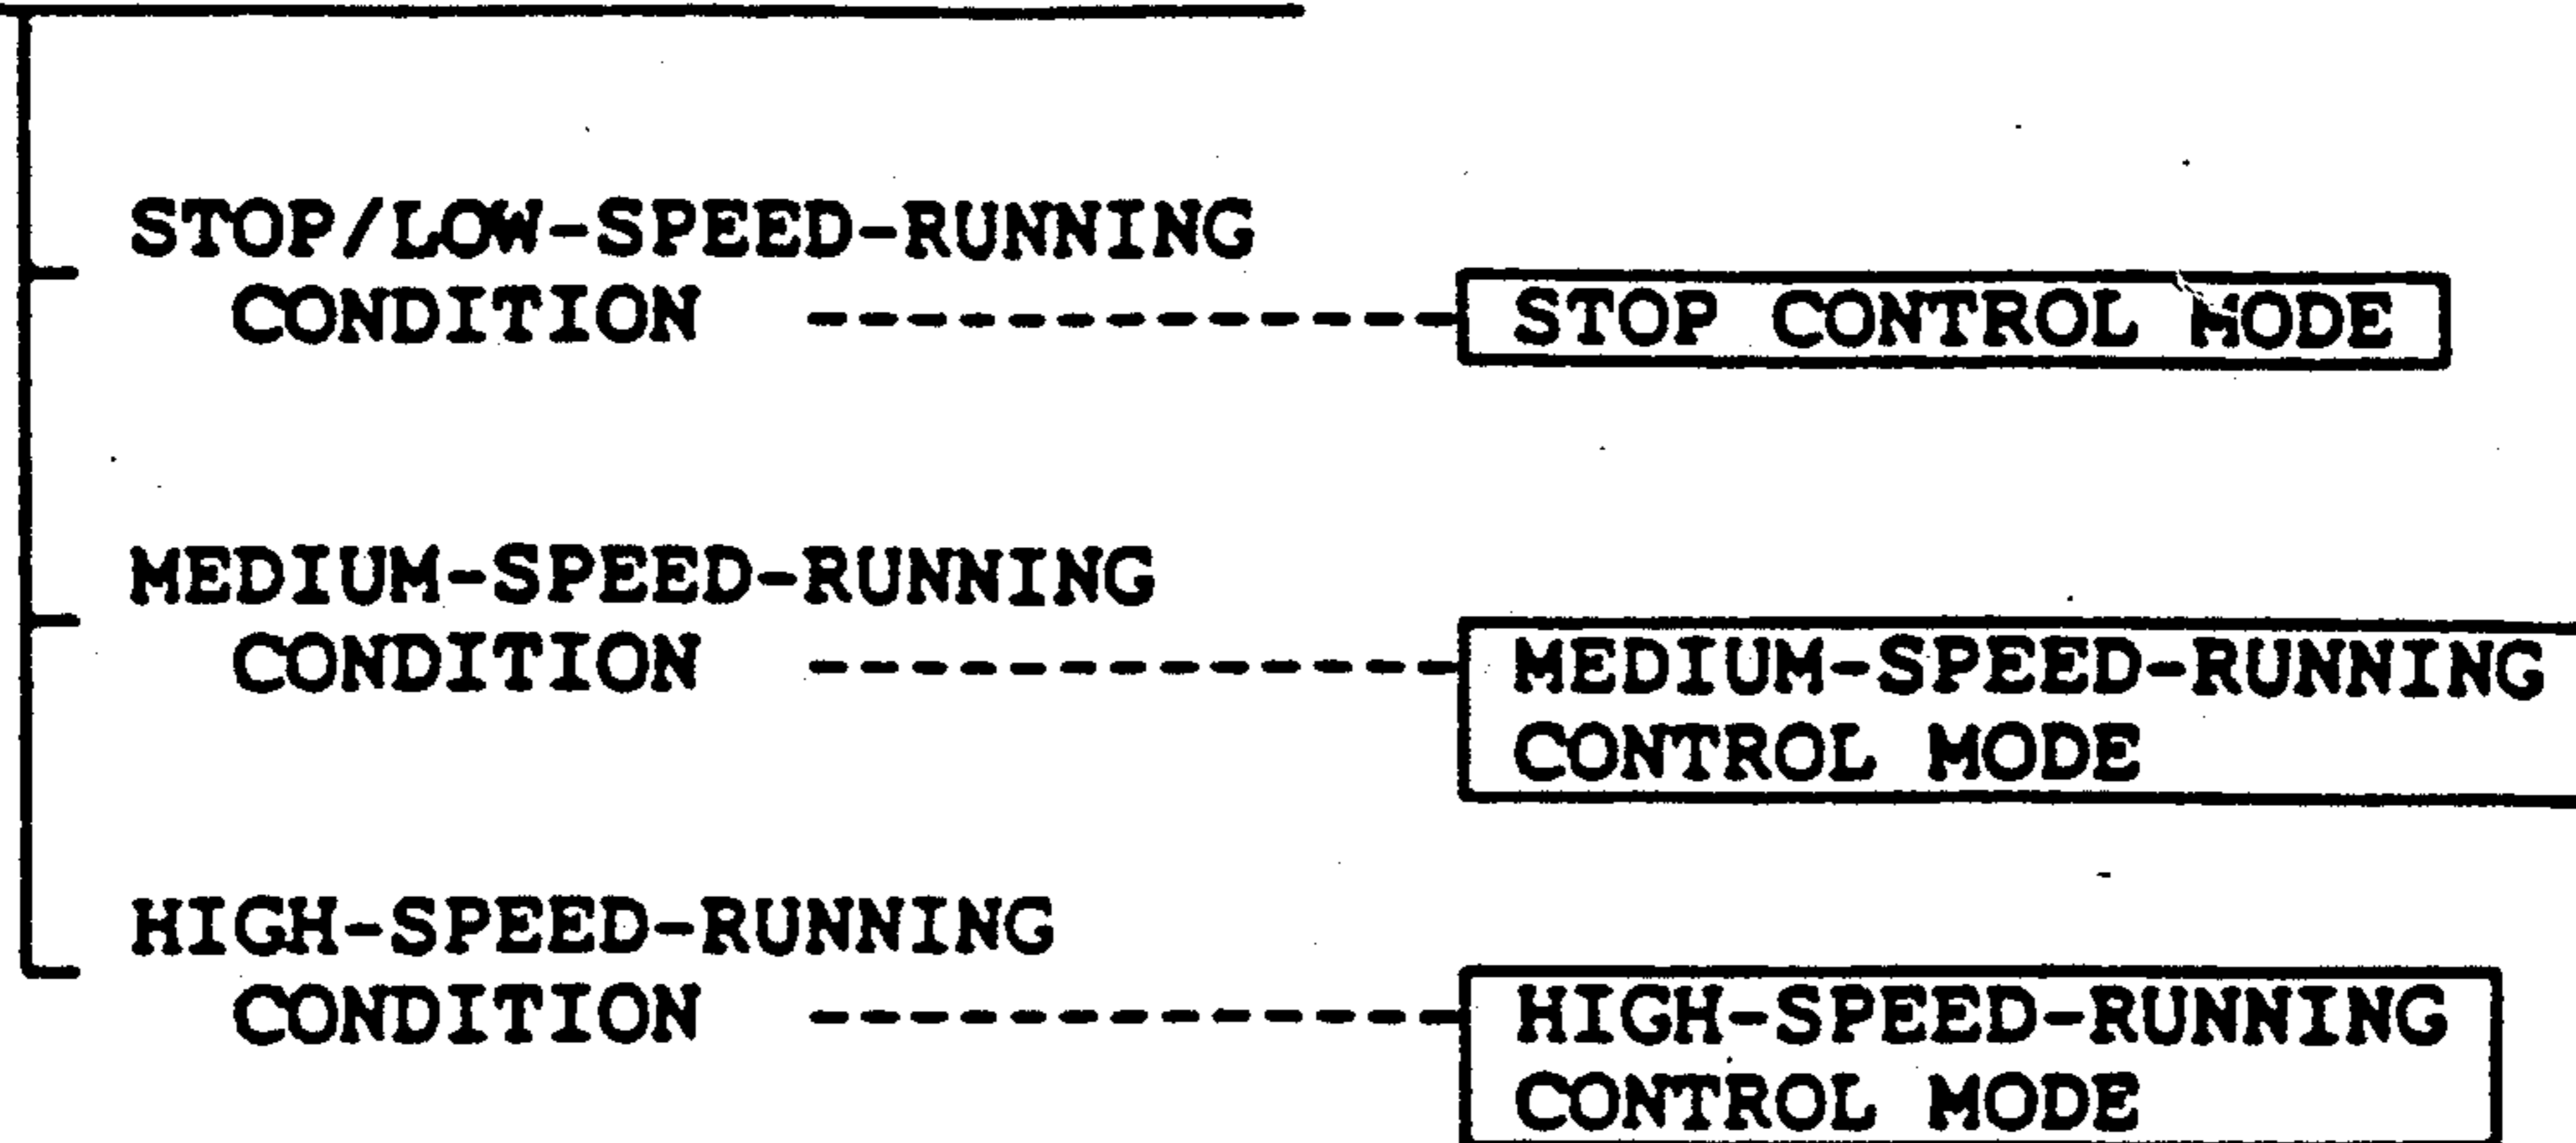 STOP/LOW-SPEED-RUNNING
CONDITION
STOP CONTROL MODE
MEDIUM-SPEED-RUNNING
CONDITION
MEDIUM-SPEED-RUNNING
CONTROL MODE
HIGH-SPEED-RUNNING
CONDITION
HIGH-SPEED-RUNNING
CONTROL MODE